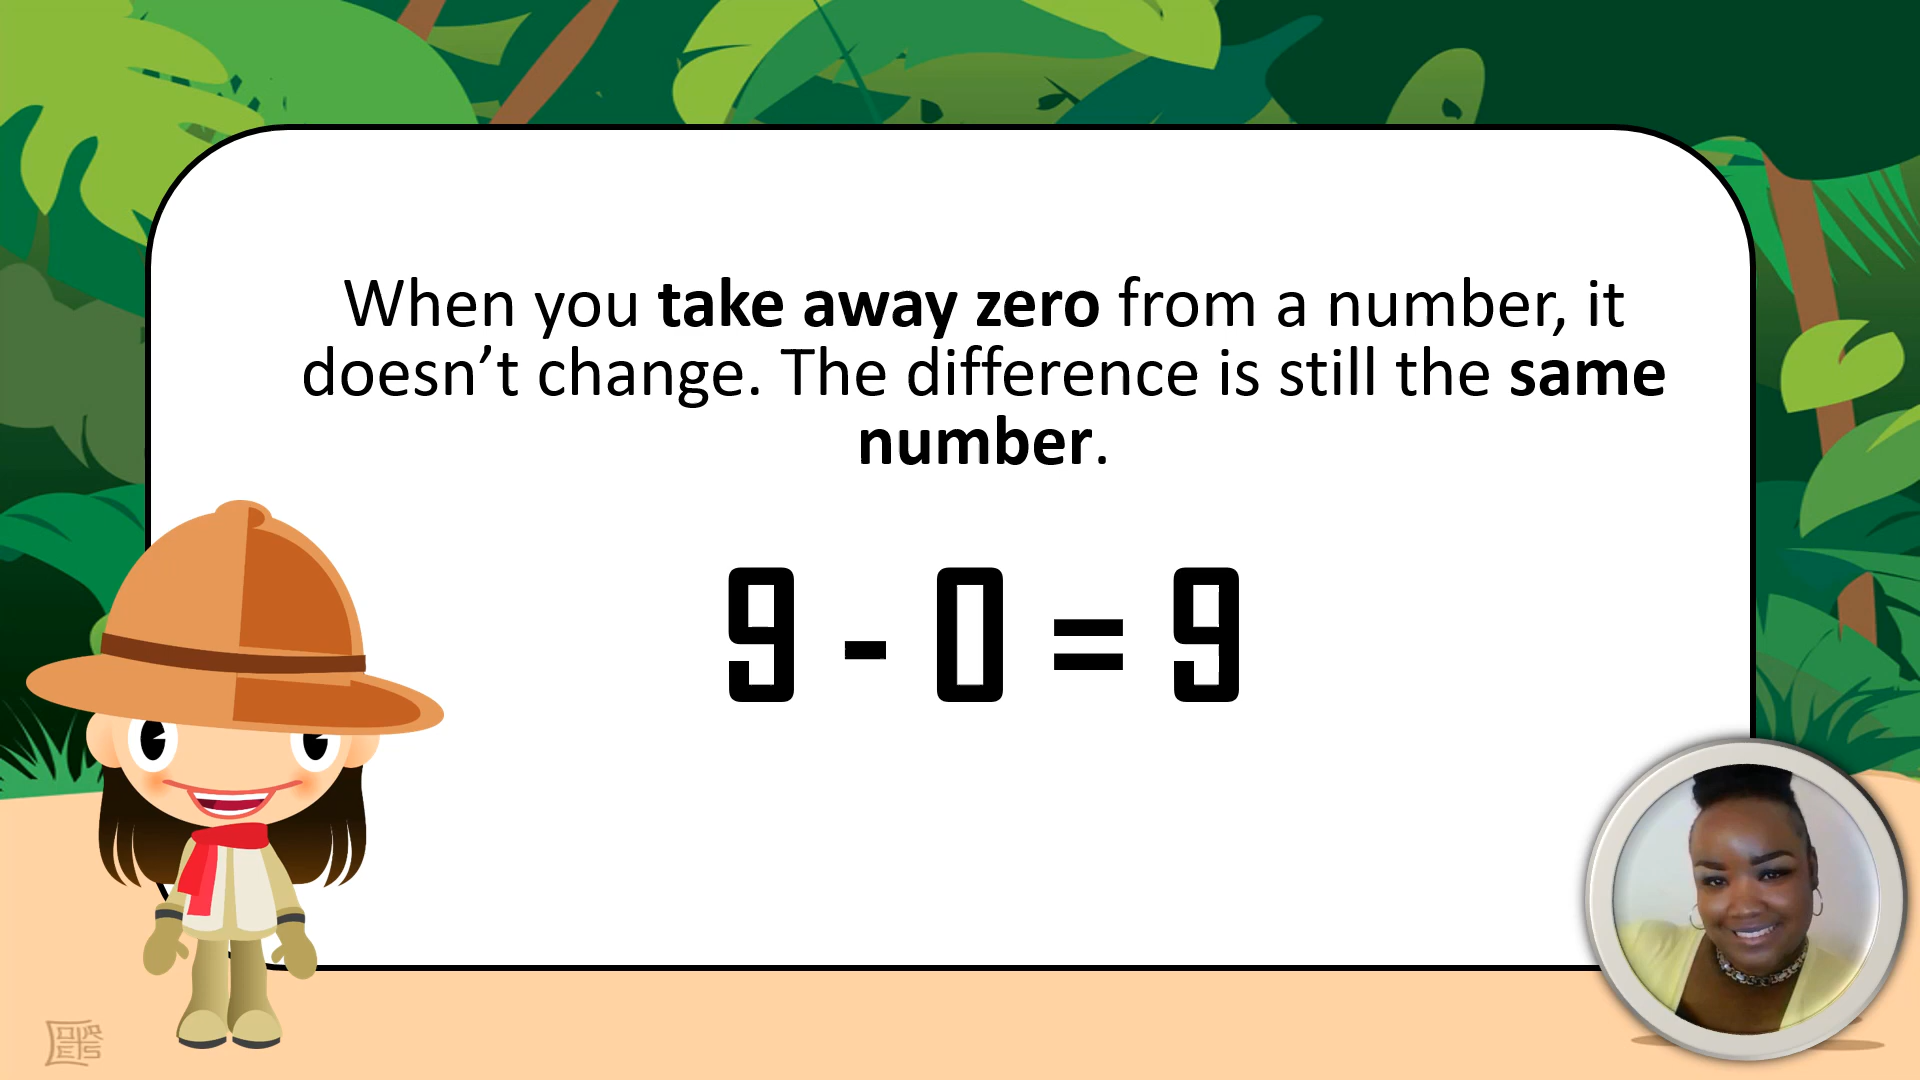 When you take away zero from a number, it
doesn’t change. The difference is still the same
number.
9 - 0 = 9